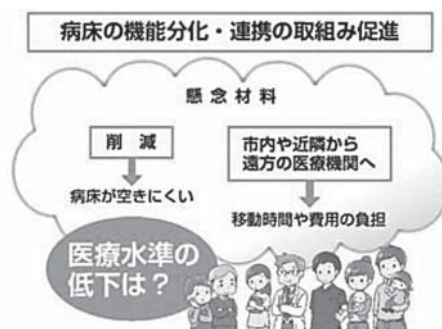 病床の機能分化・連携の取組み促進
懸念材料
削減
病床が空きにくい
市内や近隣から
遠方の医療機関へ
移動時間や費用の負担
医療水準の
低下は？